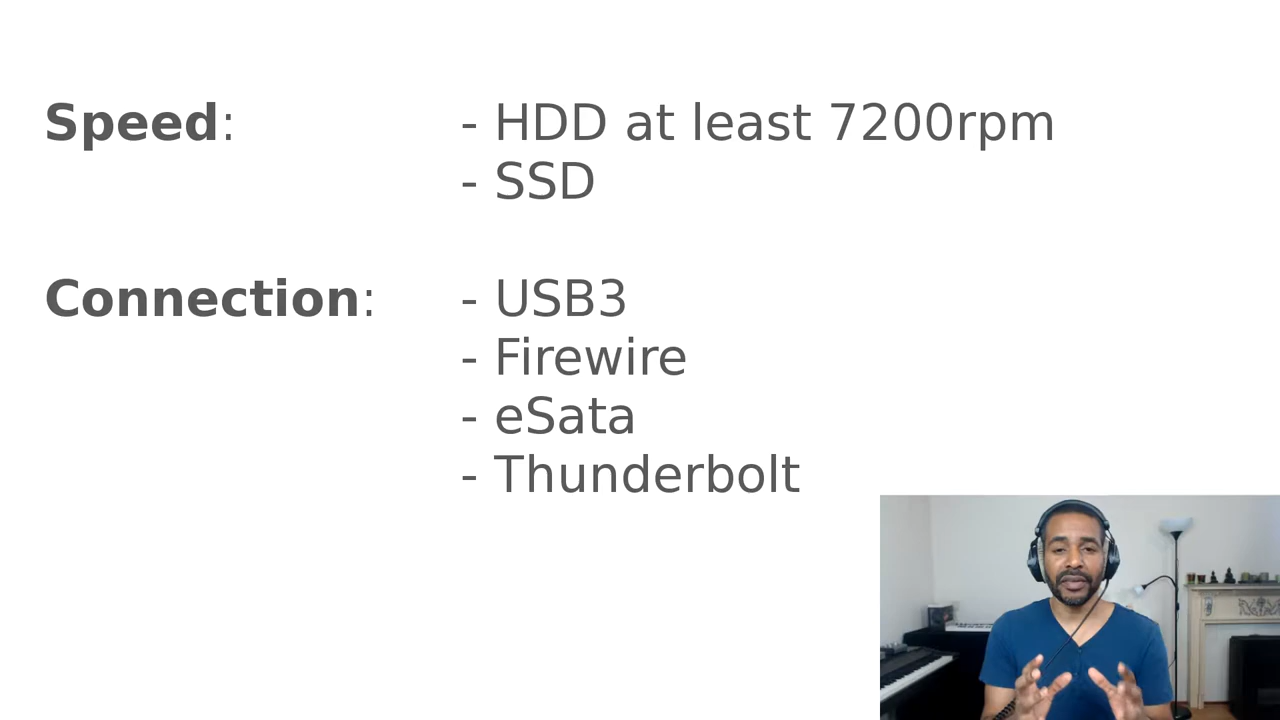 Speed: - HDD at least 7200rpm
- SSD
Connection: - USB3
- Firewire
- eSata
- Thunderbolt